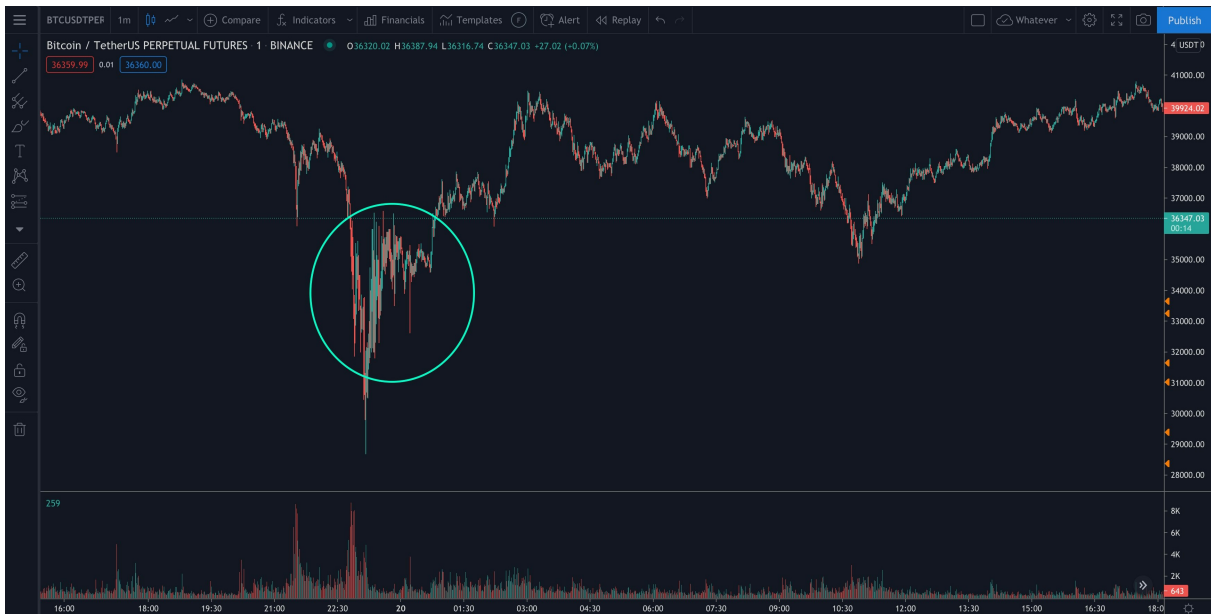 BTCUSDTPER 1m Compare Indicators Financials Templates Alert Replay Whatever Publish
Bitcoin / TetherUS PERPETUAL FUTURES · 1 · BINANCE O36320.02 H36387.94 L36316.74 C36347.03 +27.02 (+0.07%)
36359.99 0.01 36360.00
USDT
41000.00
39924.02
39000.00
38000.00
37000.00
36347.03
00:14
35000.00
34000.00
33000.00
32000.00
31000.00
30000.00
29000.00
28000.00
259
8K
6K
4K
2K
643
16:00 18:00 19:30 21:00 22:30 20 01:30 03:00 04:30 06:00 07:30 09:00 10:30 12:00 13:30 15:00 16:30 18:0